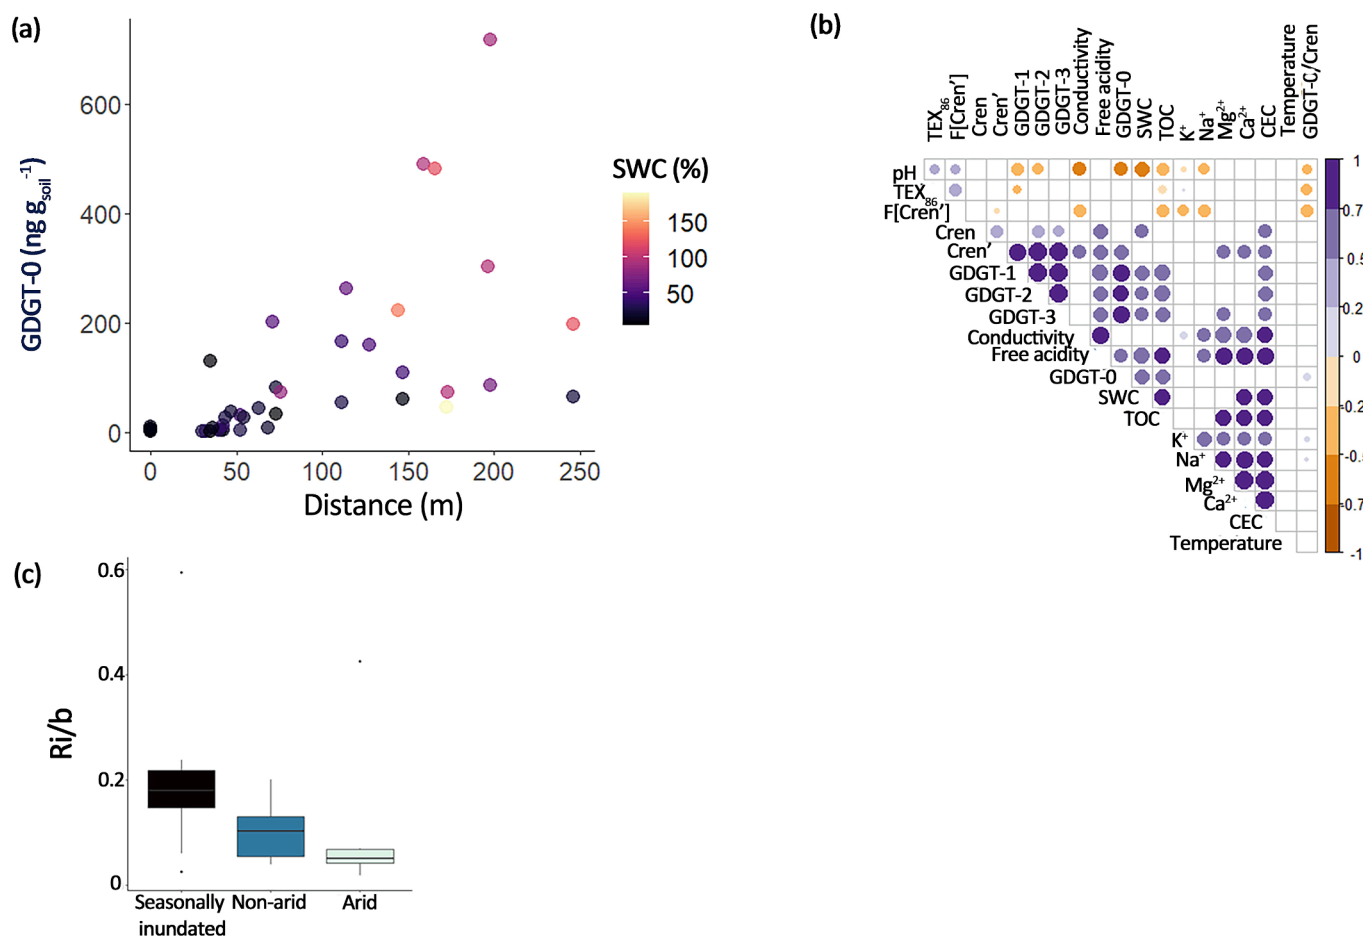 (a)
GDGT-0 (ng g_soil^-1)
600
400
200
0
0 50 100 150 200 250
Distance (m)
SWC (%)
150
100
50
(b)
TEX86
F[Cren']
Cren
Cren'
GDGT-1
GDGT-2
GDGT-3
Conductivity
Free acidity
GDGT-0
SWC
TOC
K+
Na+
Mg2+
Ca2+
CEC
Temperature
GDGT-C/Cren
pH
TEX86
F[Cren']
Cren
Cren'
GDGT-1
GDGT-2
GDGT-3
Conductivity
Free acidity
GDGT-0
SWC
TOC
K+
Na+
Mg2+
Ca2+
CEC
Temperature
1
0.7
0.5
0.2
0
-0.2
-0.5
-0.7
-1
(c)
Ri/b
0.6
0.4
0.2
0
Seasonally
inundated
Non-arid
Arid